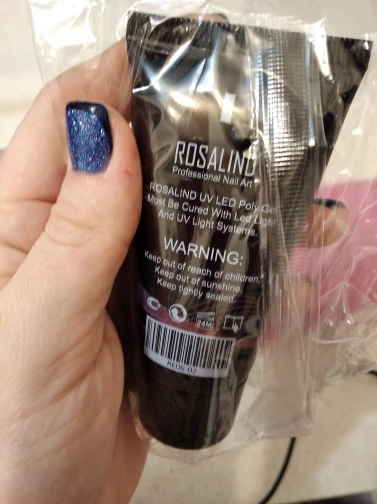 ROSALIND
Professional Nail Art
ROSALIND UV LED Poly Gel
Must Be Cured With Led Light
And UV Light Systems.
WARNING:
Keep out of reach of children.
Keep out of sunshine.
Keep tightly sealed.
24M